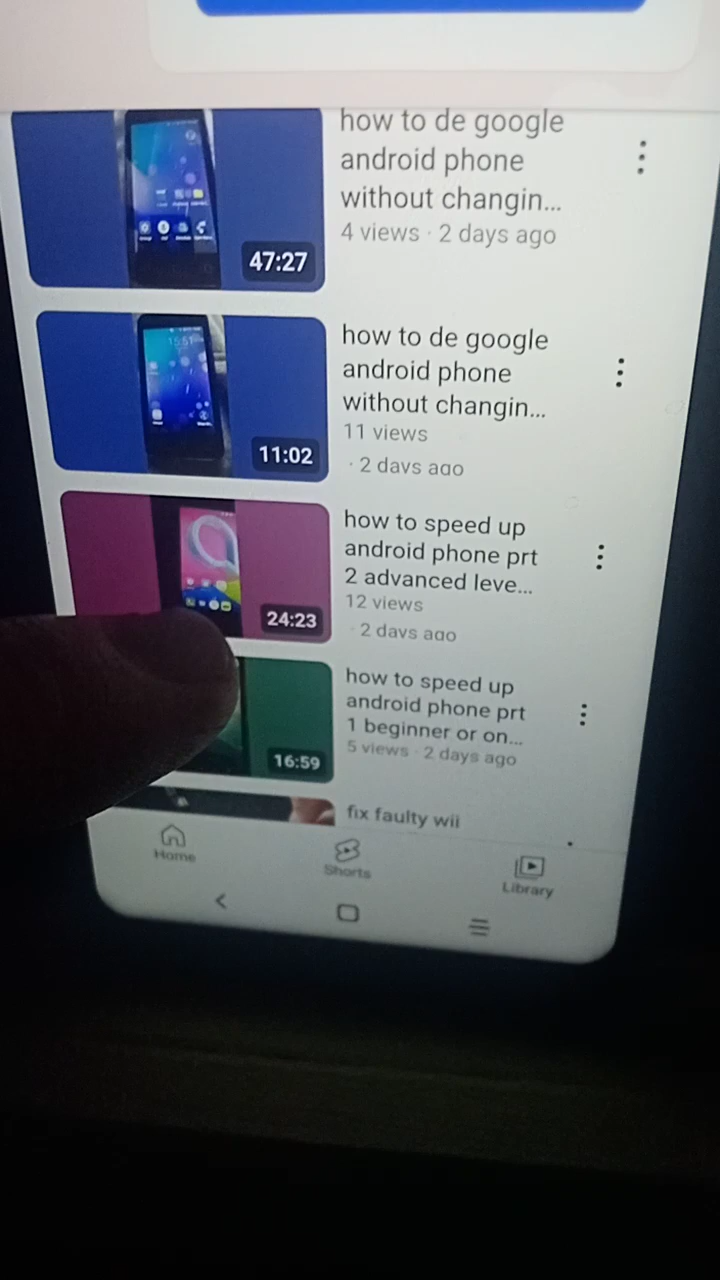 how to de google
android phone
without changin...
4 views · 2 days ago
47:27
how to de google
android phone
without changin...
11 views
· 2 days ago
11:02
15:51
how to speed up
android phone prt
2 advanced leve...
12 views
· 2 days ago
24:23
how to speed up
android phone prt
1 beginner or on...
5 views · 2 days ago
16:59
fix faulty wii
Home
Shorts
Library